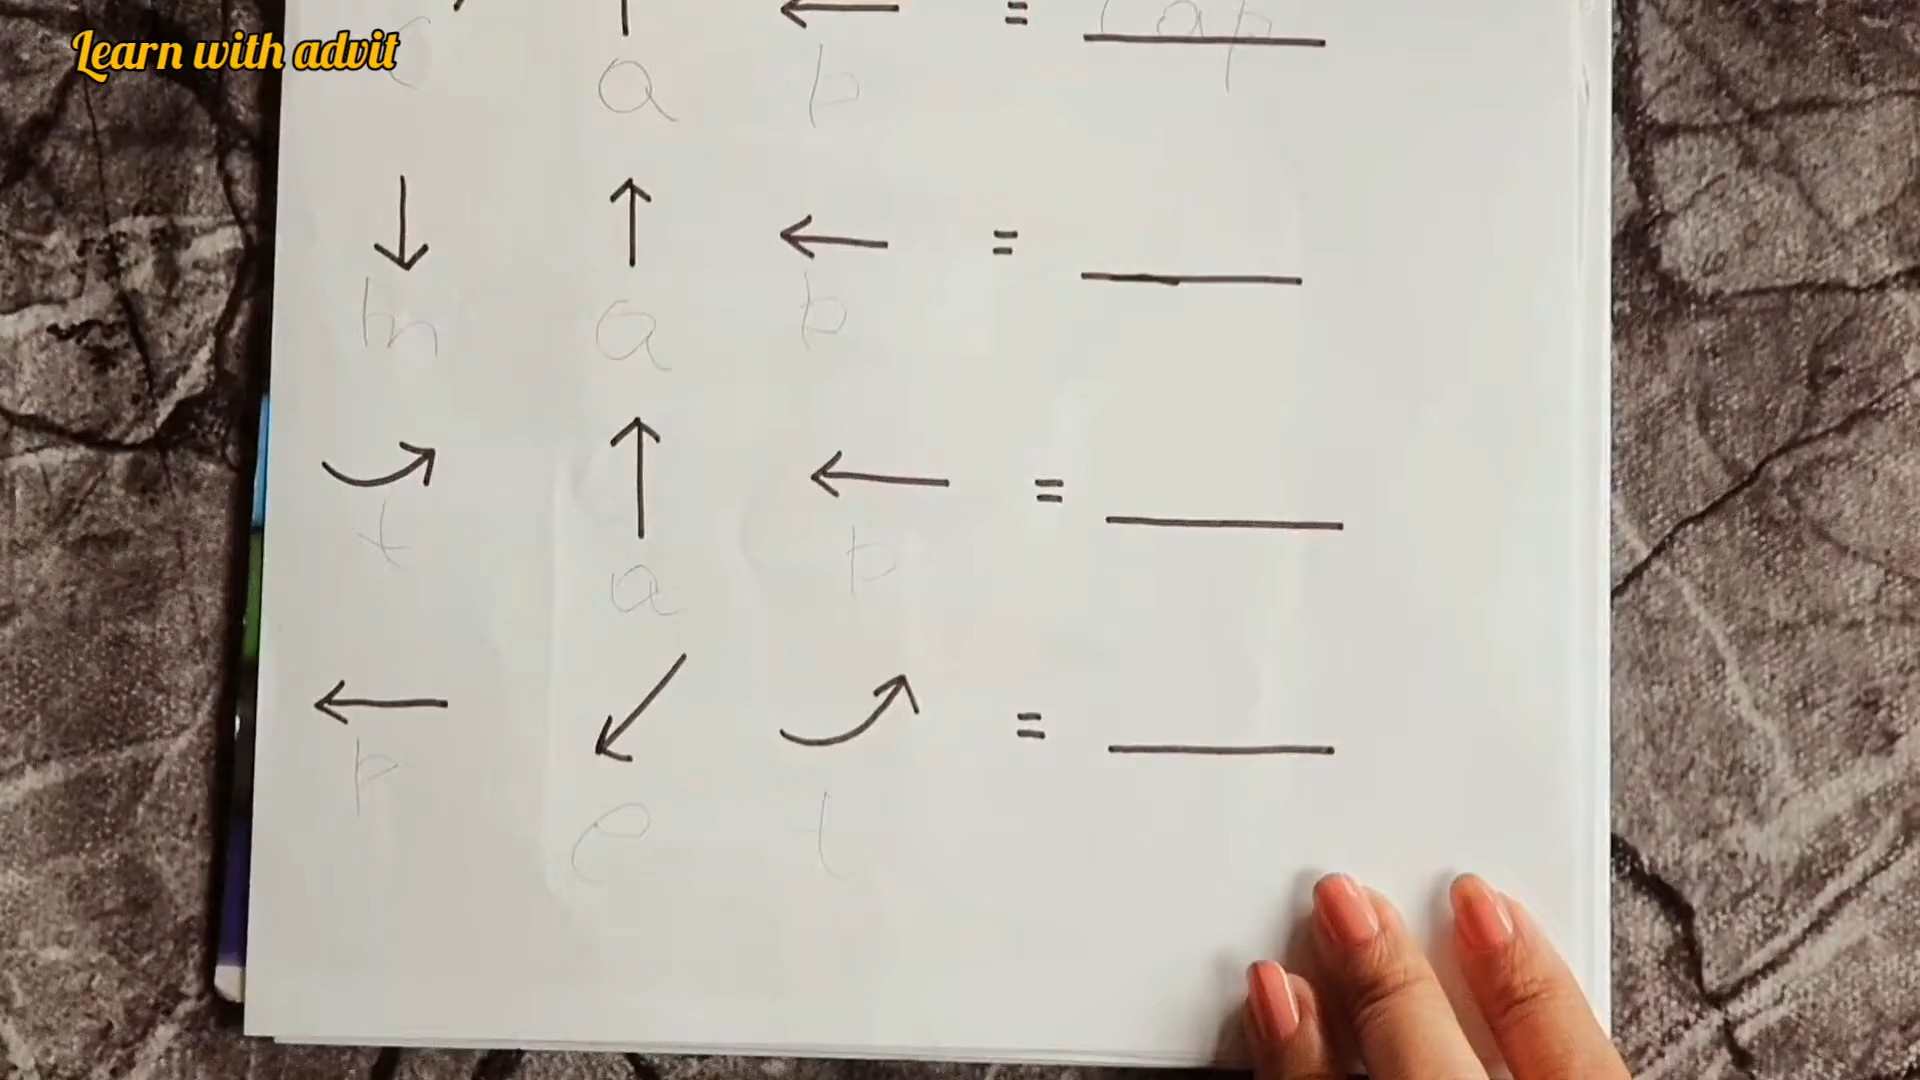 Learn with advit
= cap
a p
=
m a p
=
t a p
=
p e t